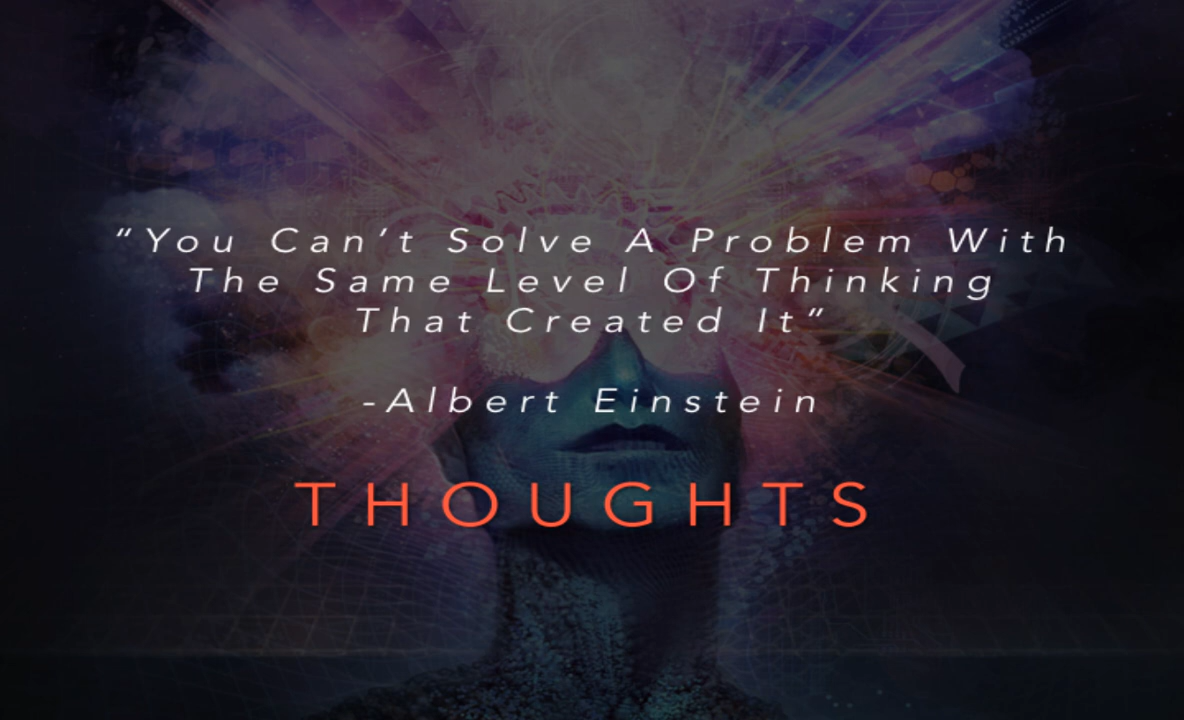 “You Can’t Solve A Problem With
The Same Level Of Thinking
That Created It”
-Albert Einstein
THOUGHTS